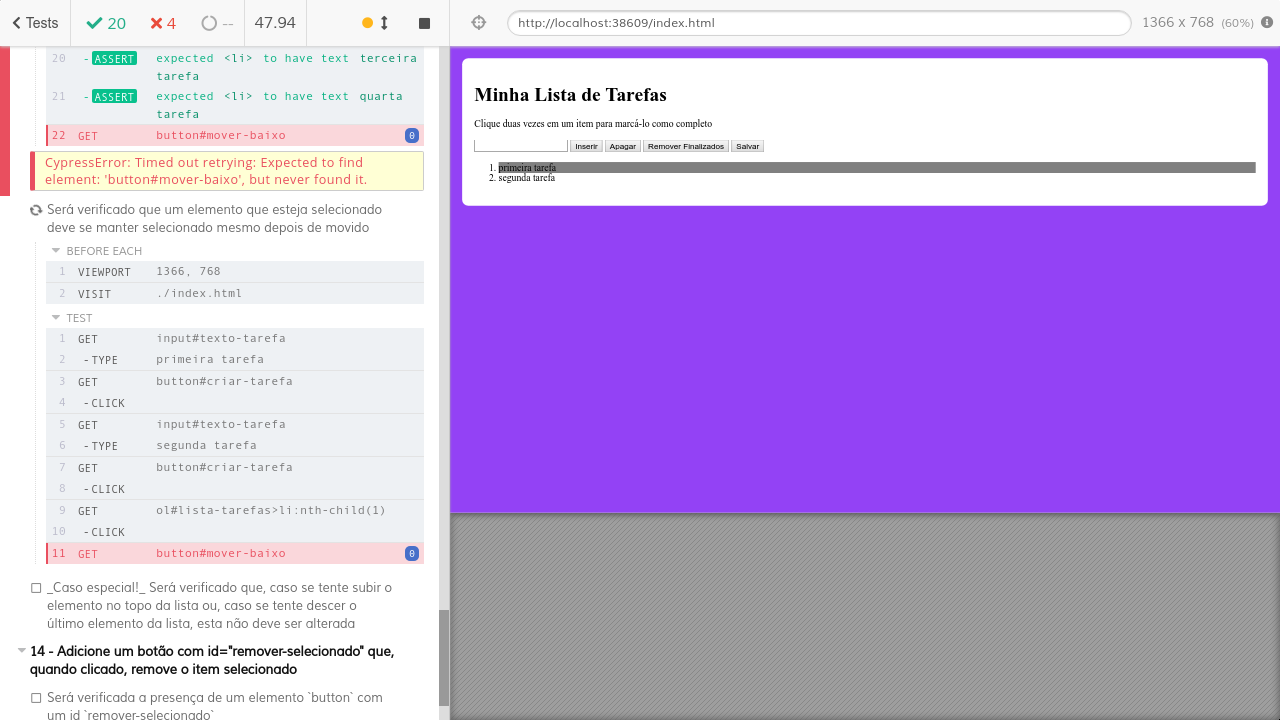 Tests
20
4
--
47.94
http://localhost:38609/index.html
1366 x 768 (60%)
20 -ASSERT expected <li> to have text terceira
tarefa
21 -ASSERT expected <li> to have text quarta
tarefa
22 GET button#mover-baixo 0
CypressError: Timed out retrying: Expected to find
element: 'button#mover-baixo', but never found it.
Será verificado que um elemento que esteja selecionado
deve se manter selecionado mesmo depois de movido
BEFORE EACH
1 VIEWPORT 1366, 768
2 VISIT ./index.html
TEST
1 GET input#texto-tarefa
2 -TYPE primeira tarefa
3 GET button#criar-tarefa
4 -CLICK
5 GET input#texto-tarefa
6 -TYPE segunda tarefa
7 GET button#criar-tarefa
8 -CLICK
9 GET ol#lista-tarefas>li:nth-child(1)
10 -CLICK
11 GET button#mover-baixo 0
_Caso especial!_ Será verificado que, caso se tente subir o
elemento no topo da lista ou, caso se tente descer o
último elemento da lista, esta não deve ser alterada
14 - Adicione um botão com id="remover-selecionado" que,
quando clicado, remove o item selecionado
Será verificada a presença de um elemento `button` com
um id `remover-selecionado`
Minha Lista de Tarefas
Clique duas vezes em um item para marcá-lo como completo
Inserir Apagar Remover Finalizados Salvar
1. primeira tarefa
2. segunda tarefa